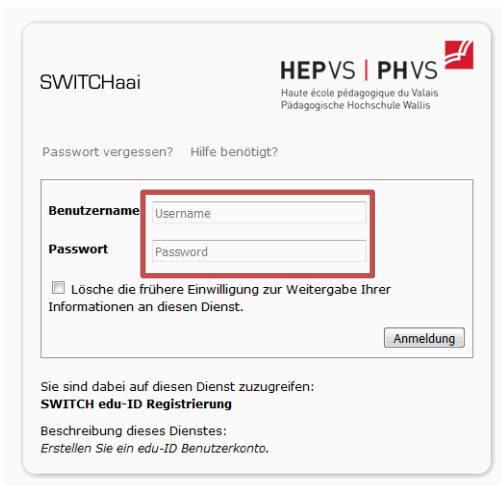 SWITCHaai
HEPVS | PHVS
Haute école pédagogique du Valais
Pädagogische Hochschule Wallis
Passwort vergessen? Hilfe benötigt?
Benutzername Username
Passwort Password
Lösche die frühere Einwilligung zur Weitergabe Ihrer
Informationen an diesen Dienst.
Anmeldung
Sie sind dabei auf diesen Dienst zuzugreifen:
SWITCH edu-ID Registrierung
Beschreibung dieses Dienstes:
Erstellen Sie ein edu-ID Benutzerkonto.